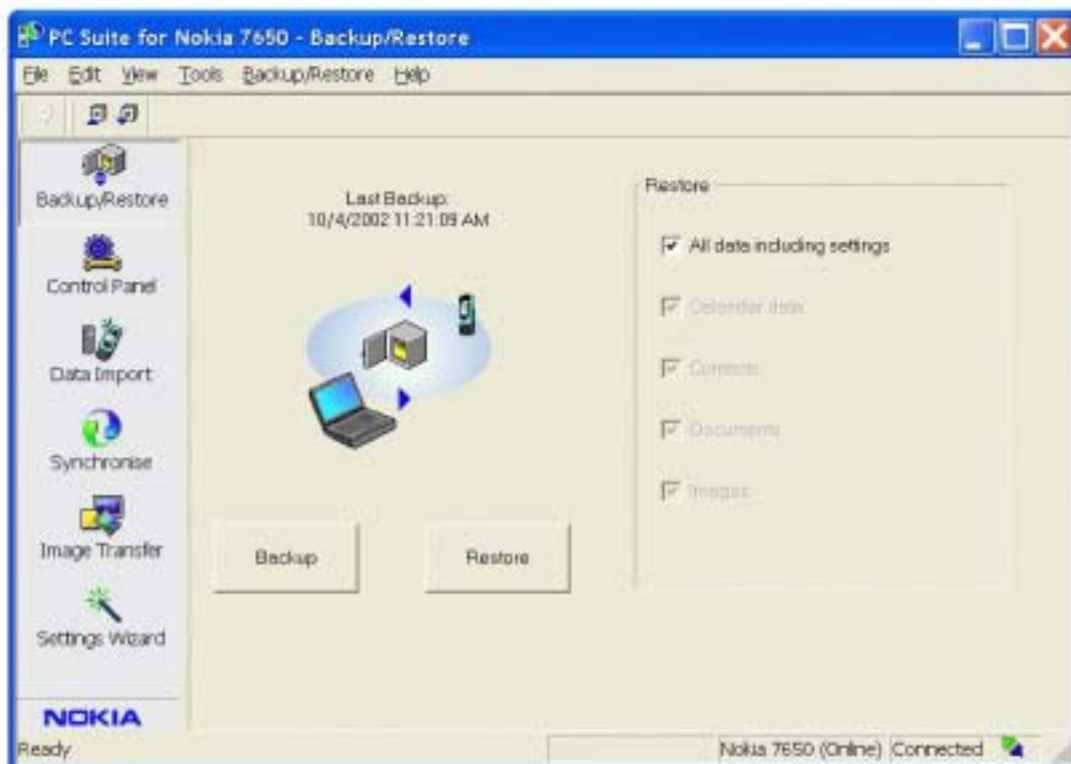 PC Suite for Nokia 7650 - Backup/Restore
File Edit View Tools Backup/Restore Help
Backup/Restore
Control Panel
Data Import
Synchronise
Image Transfer
Settings Wizard
NOKIA
Last Backup:
10/4/2002 11:21:09 AM
Backup
Restore
Restore
All data including settings
Calendar data
Contacts
Documents
Images
Ready
Nokia 7650 (Online)
Connected